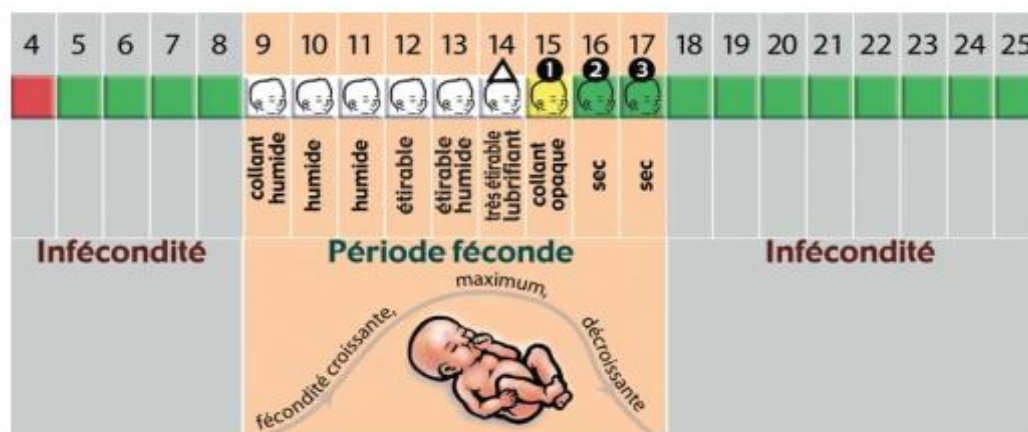 4 5 6 7 8 9 10 11 12 13 14 15 16 17 18 19 20 21 22 23 24 25
1 2 3
collant
humide
humide
humide
étirable
étirable
humide
très étirable
lubrifiant
collant
opaque
sec
sec
Infécondité Période féconde Infécondité
fécondité croissante, maximum, décroissante